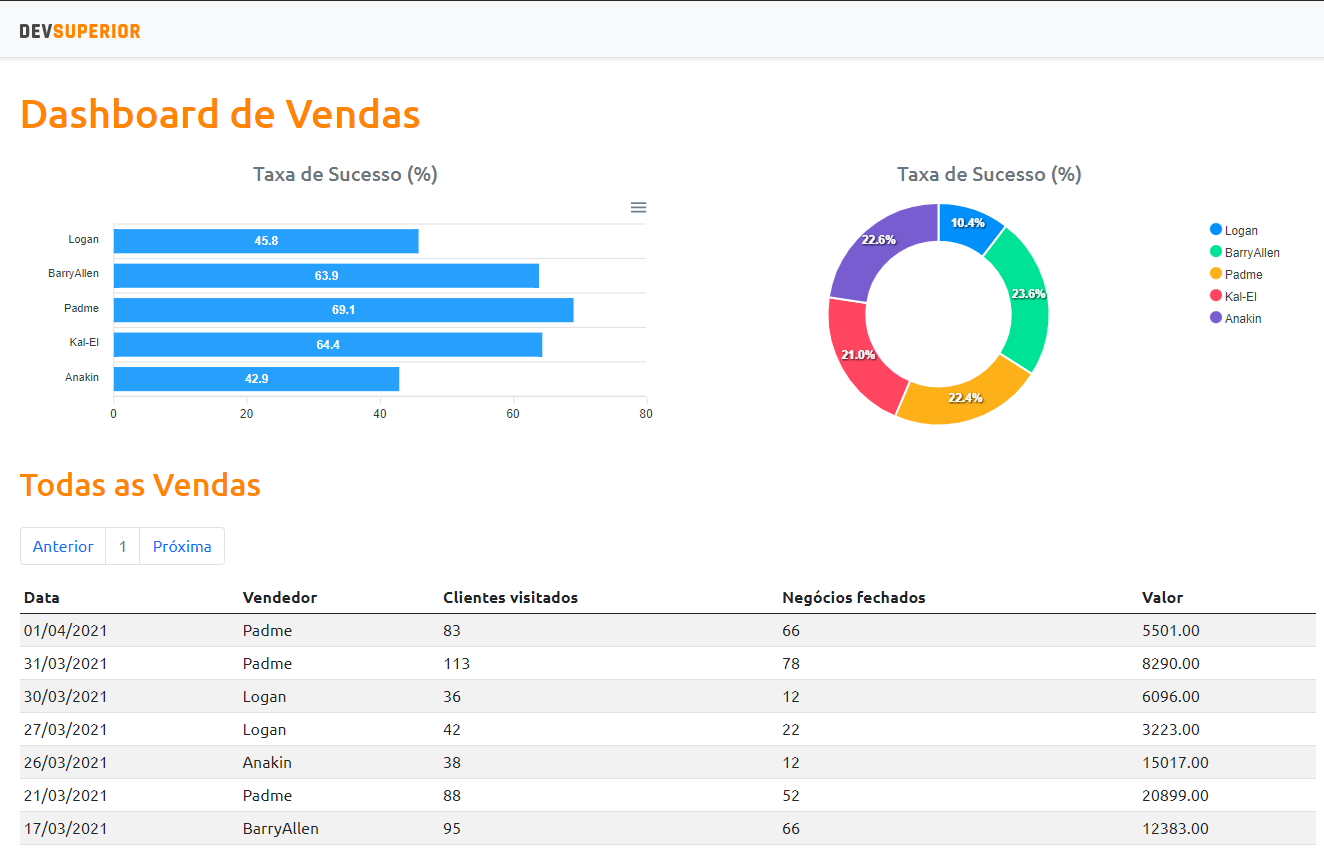 DEVSUPERIOR
Dashboard de Vendas
Taxa de Sucesso (%)
Logan 45.8
BarryAllen 63.9
Padme 69.1
Kal-El 64.4
Anakin 42.9
0 20 40 60 80
Taxa de Sucesso (%)
10.4%
23.6%
22.4%
21.0%
22.6%
Logan
BarryAllen
Padme
Kal-El
Anakin
Todas as Vendas
Anterior 1 Próxima
Data Vendedor Clientes visitados Negócios fechados Valor
01/04/2021 Padme 83 66 5501.00
31/03/2021 Padme 113 78 8290.00
30/03/2021 Logan 36 12 6096.00
27/03/2021 Logan 42 22 3223.00
26/03/2021 Anakin 38 12 15017.00
21/03/2021 Padme 88 52 20899.00
17/03/2021 BarryAllen 95 66 12383.00